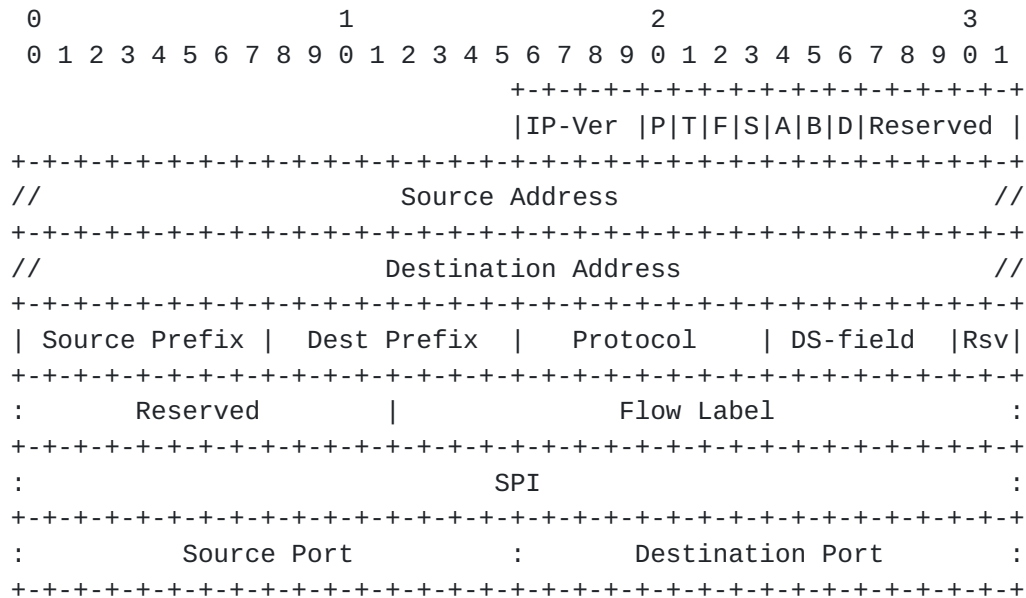 0                   1                   2                   3
 0 1 2 3 4 5 6 7 8 9 0 1 2 3 4 5 6 7 8 9 0 1 2 3 4 5 6 7 8 9 0 1
                                +-+-+-+-+-+-+-+-+-+-+-+-+-+-+-+-+
                                |IP-Ver |P|T|F|S|A|B|D|Reserved |
+-+-+-+-+-+-+-+-+-+-+-+-+-+-+-+-+-+-+-+-+-+-+-+-+-+-+-+-+-+-+-+-+
//                       Source Address                        //
+-+-+-+-+-+-+-+-+-+-+-+-+-+-+-+-+-+-+-+-+-+-+-+-+-+-+-+-+-+-+-+-+
//                      Destination Address                    //
+-+-+-+-+-+-+-+-+-+-+-+-+-+-+-+-+-+-+-+-+-+-+-+-+-+-+-+-+-+-+-+-+
| Source Prefix |  Dest Prefix  |   Protocol    | DS-field  |Rsv|
+-+-+-+-+-+-+-+-+-+-+-+-+-+-+-+-+-+-+-+-+-+-+-+-+-+-+-+-+-+-+-+-+
:       Reserved        |              Flow Label               :
+-+-+-+-+-+-+-+-+-+-+-+-+-+-+-+-+-+-+-+-+-+-+-+-+-+-+-+-+-+-+-+-+
:                              SPI                              :
+-+-+-+-+-+-+-+-+-+-+-+-+-+-+-+-+-+-+-+-+-+-+-+-+-+-+-+-+-+-+-+-+
:          Source Port          :       Destination Port        :
+-+-+-+-+-+-+-+-+-+-+-+-+-+-+-+-+-+-+-+-+-+-+-+-+-+-+-+-+-+-+-+-+